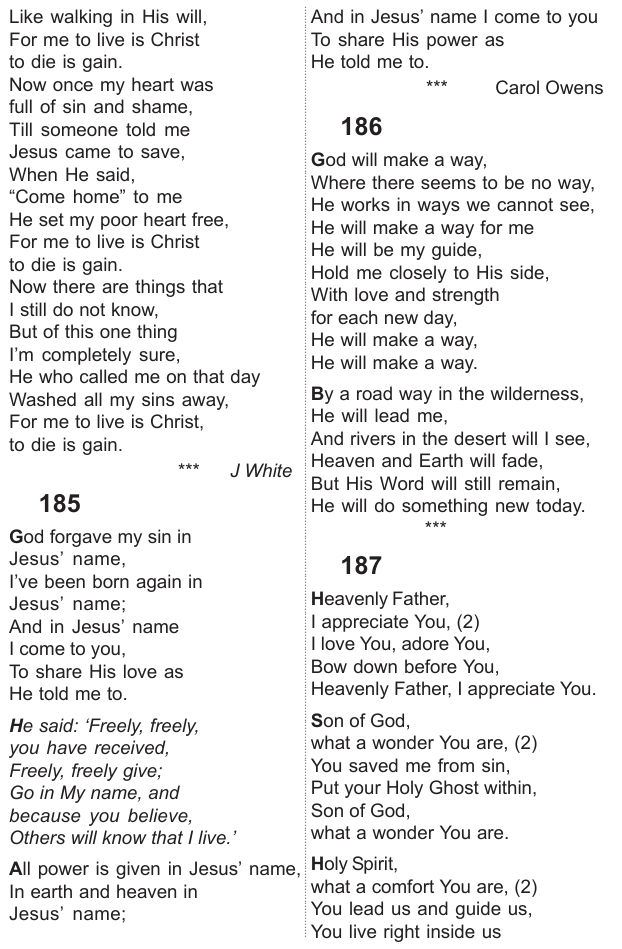 Like walking in His will,
For me to live is Christ
to die is gain.
Now once my heart was
full of sin and shame,
Till someone told me
Jesus came to save,
When He said,
“Come home” to me
He set my poor heart free,
For me to live is Christ
to die is gain.
Now there are things that
I still do not know,
But of this one thing
I’m completely sure,
He who called me on that day
Washed all my sins away,
For me to live is Christ,
to die is gain.
*** J White
185
God forgave my sin in
Jesus’ name,
I’ve been born again in
Jesus’ name;
And in Jesus’ name
I come to you,
To share His love as
He told me to.
He said: ‘Freely, freely,
you have received,
Freely, freely give;
Go in My name, and
because you believe,
Others will know that I live.’
All power is given in Jesus’ name,
In earth and heaven in
Jesus’ name;
And in Jesus’ name I come to you
To share His power as
He told me to.
*** Carol Owens
186
God will make a way,
Where there seems to be no way,
He works in ways we cannot see,
He will make a way for me
He will be my guide,
Hold me closely to His side,
With love and strength
for each new day,
He will make a way,
He will make a way.
By a road way in the wilderness,
He will lead me,
And rivers in the desert will I see,
Heaven and Earth will fade,
But His Word will still remain,
He will do something new today.
***
187
Heavenly Father,
I appreciate You, (2)
I love You, adore You,
Bow down before You,
Heavenly Father, I appreciate You.
Son of God,
what a wonder You are, (2)
You saved me from sin,
Put your Holy Ghost within,
Son of God,
what a wonder You are.
Holy Spirit,
what a comfort You are, (2)
You lead us and guide us,
You live right inside us